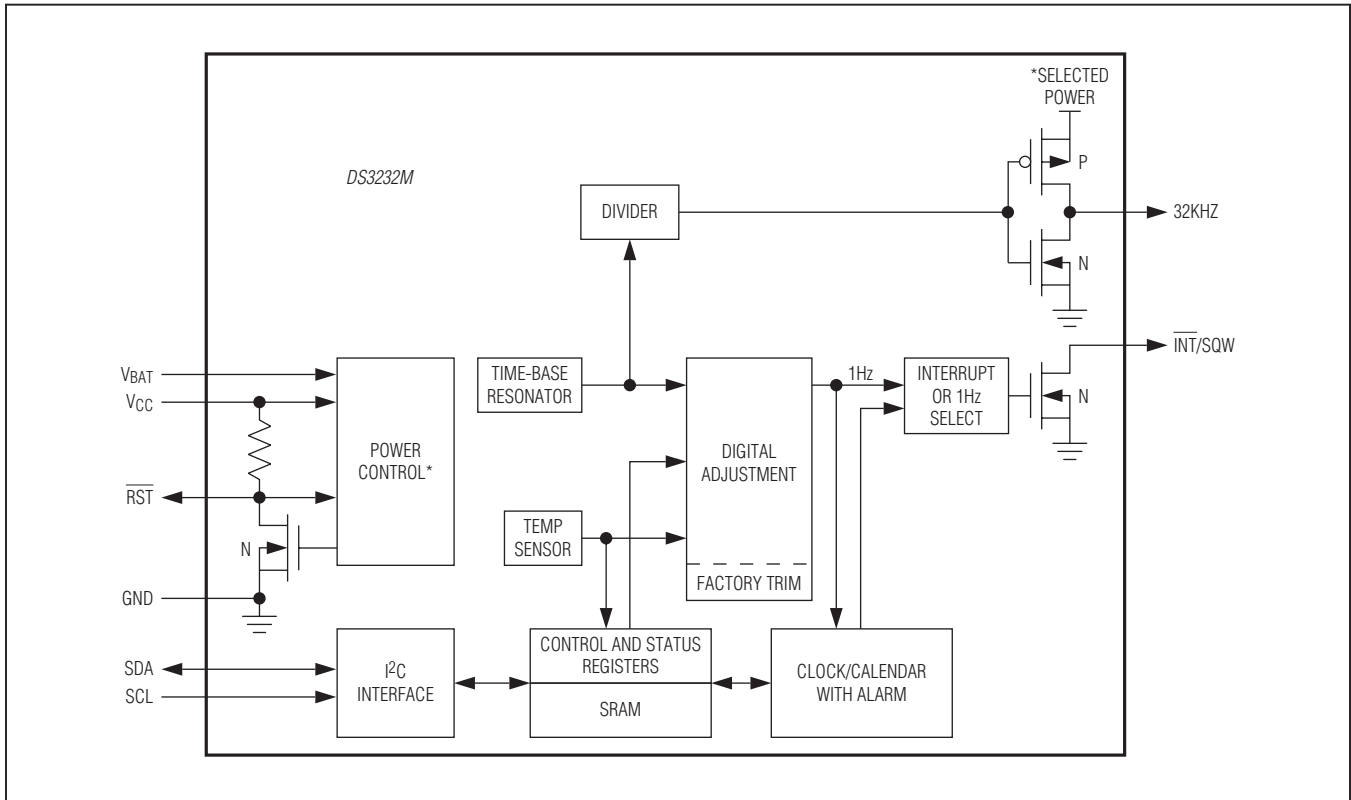 *SELECTED
POWER
P
DS3232M
DIVIDER
32KHZ
N
INT/SQW
VBAT
VCC
POWER
CONTROL*
TIME-BASE
RESONATOR
1Hz
INTERRUPT
OR 1Hz
SELECT
N
DIGITAL
ADJUSTMENT
RST
N
TEMP
SENSOR
FACTORY TRIM
GND
SDA
SCL
I²C
INTERFACE
CONTROL AND STATUS
REGISTERS
SRAM
CLOCK/CALENDAR
WITH ALARM